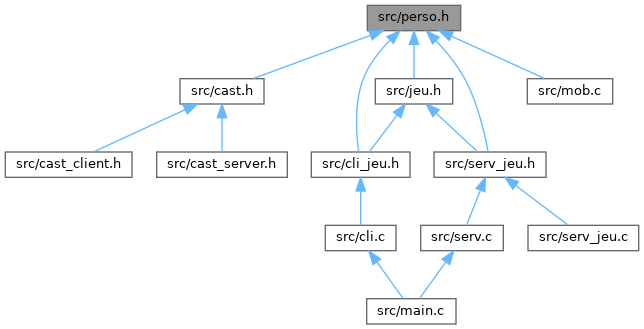 src/perso.h
src/cast.h
src/jeu.h
src/mob.c
src/cast_client.h
src/cast_server.h
src/cli_jeu.h
src/serv_jeu.h
src/cli.c
src/serv.c
src/serv_jeu.c
src/main.c